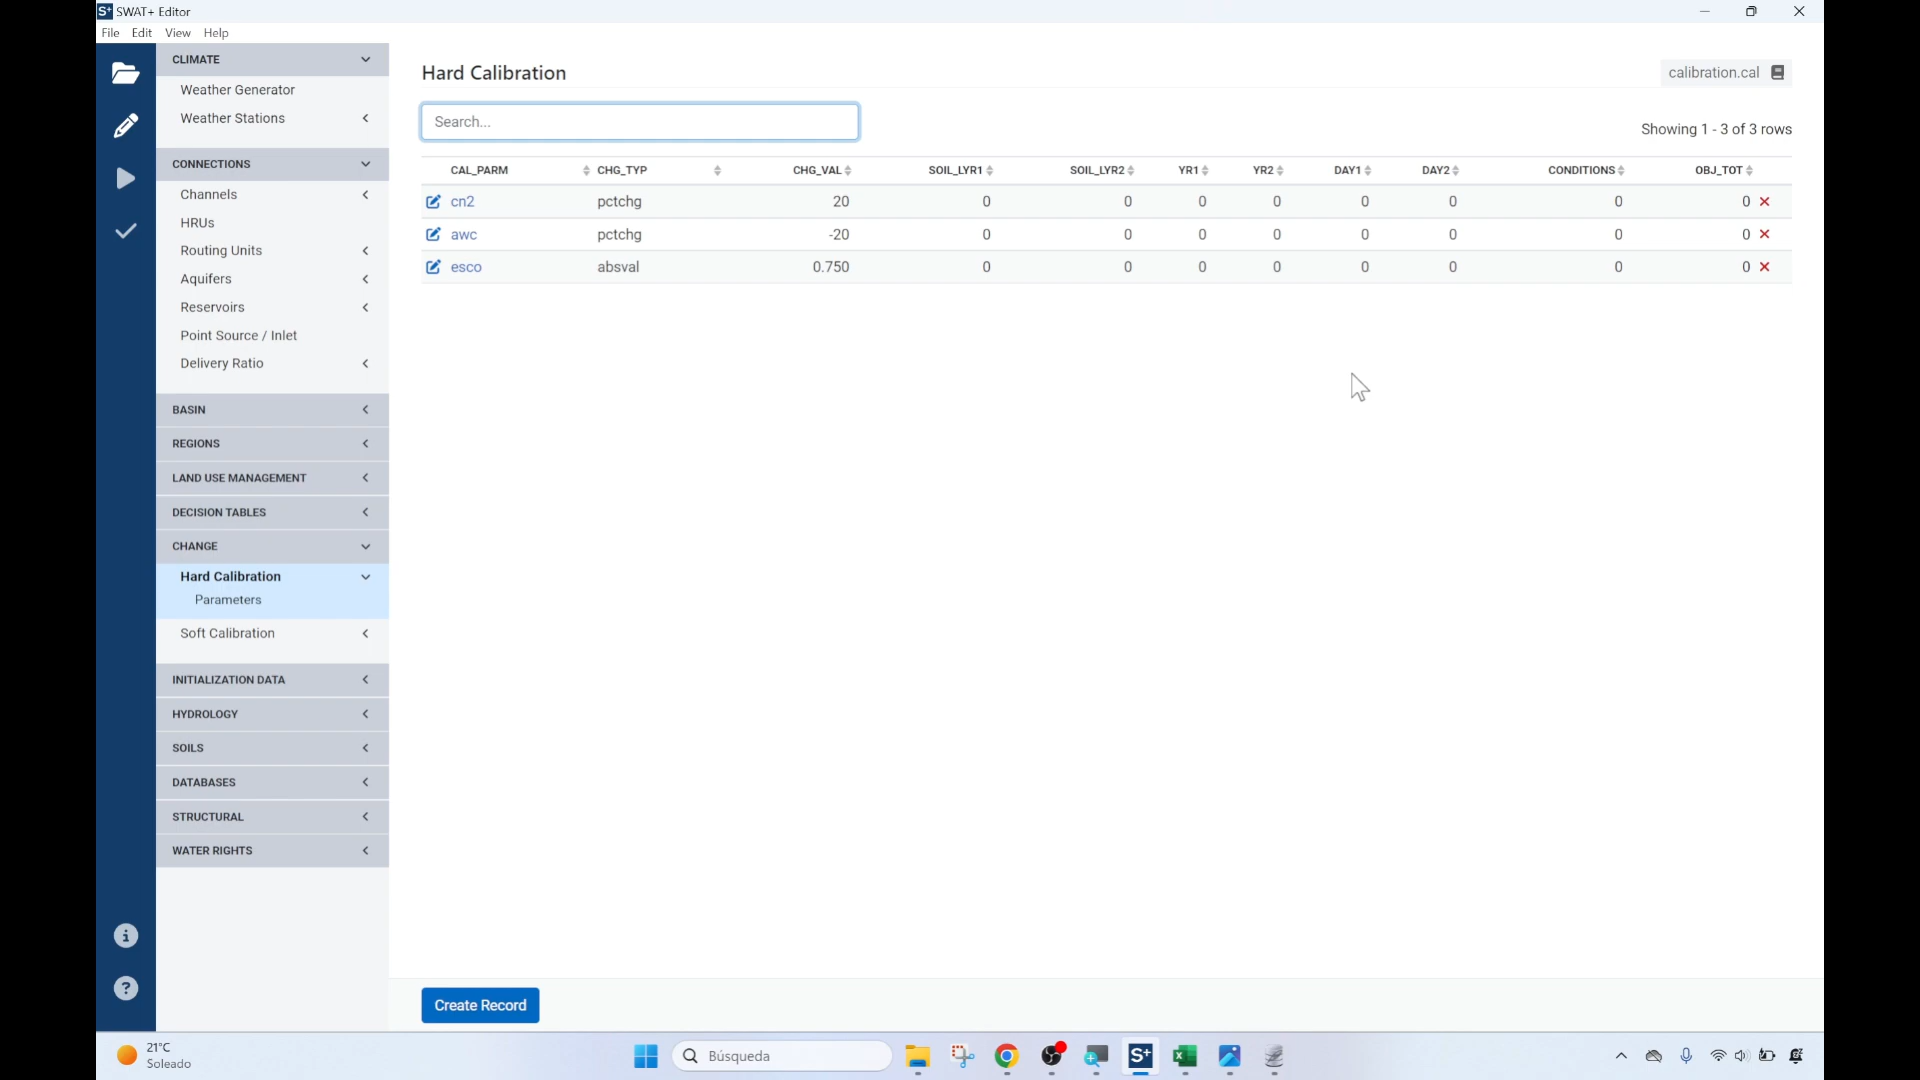 S+ SWAT+ Editor
File Edit View Help
CLIMATE
Weather Generator
Weather Stations
CONNECTIONS
Channels
HRUs
Routing Units
Aquifers
Reservoirs
Point Source / Inlet
Delivery Ratio
BASIN
REGIONS
LAND USE MANAGEMENT
DECISION TABLES
CHANGE
Hard Calibration
Parameters
Soft Calibration
INITIALIZATION DATA
HYDROLOGY
SOILS
DATABASES
STRUCTURAL
WATER RIGHTS
Hard Calibration
calibration.cal
Search...
Showing 1 - 3 of 3 rows
CAL_PARM CHG_TYP CHG_VAL SOIL_LYR1 SOIL_LYR2 YR1 YR2 DAY1 DAY2 CONDITIONS OBJ_TOT
cn2 pctchg 20 0 0 0 0 0 0 0 0
awc pctchg -20 0 0 0 0 0 0 0 0
esco absval 0.750 0 0 0 0 0 0 0 0
Create Record
21°C
Soleado
Búsqueda
S+